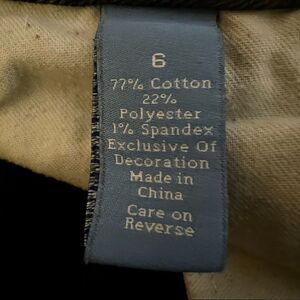 6
77% Cotton
22%
Polyester
1% Spandex
Exclusive Of
Decoration
Made in
China
Care on
Reverse